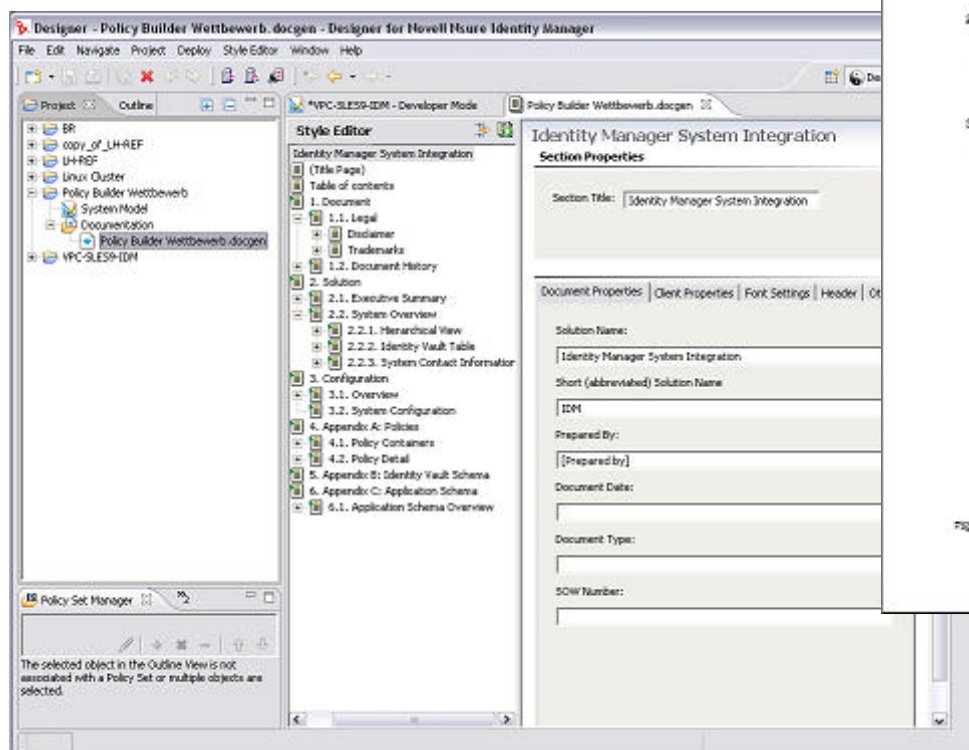 Designer - Policy Builder Wettbewerb.docgen - Designer for Novell Nsure Identity Manager
File Edit Navigate Project Deploy Style Editor Window Help
Project
Outline
BR
copy_of_LH-REF
LH-REF
Linux Cluster
Policy Builder Wettbewerb
System Model
Documentation
Policy Builder Wettbewerb.docgen
VPC-SLES9-IDM
Policy Set Manager
The selected object in the Outline View is not
associated with a Policy Set or multiple objects are
selected.
*VPC-SLES9-IDM - Developer Mode
Policy Builder Wettbewerb.docgen
Style Editor
Identity Manager System Integration
(Title Page)
Table of contents
1. Document
1.1. Legal
Disclaimer
Trademarks
1.2. Document History
2. Solution
2.1. Executive Summary
2.2. System Overview
2.2.1. Hierarchical View
2.2.2. Identity Vault Table
2.2.3. System Contact Information
3. Configuration
3.1. Overview
3.2. System Configuration
4. Appendix A: Policies
4.1. Policy Containers
4.2. Policy Detail
5. Appendix B: Identity Vault Schema
6. Appendix C: Application Schema
6.1. Application Schema Overview
Identity Manager System Integration
Section Properties
Section Title: Identity Manager System Integration
Document Properties Client Properties Font Settings Header
Solution Name:
Identity Manager System Integration
Short (abbreviated) Solution Name
IDM
Prepared By:
[Prepared by]
Document Date:
Document Type:
SOW Number: